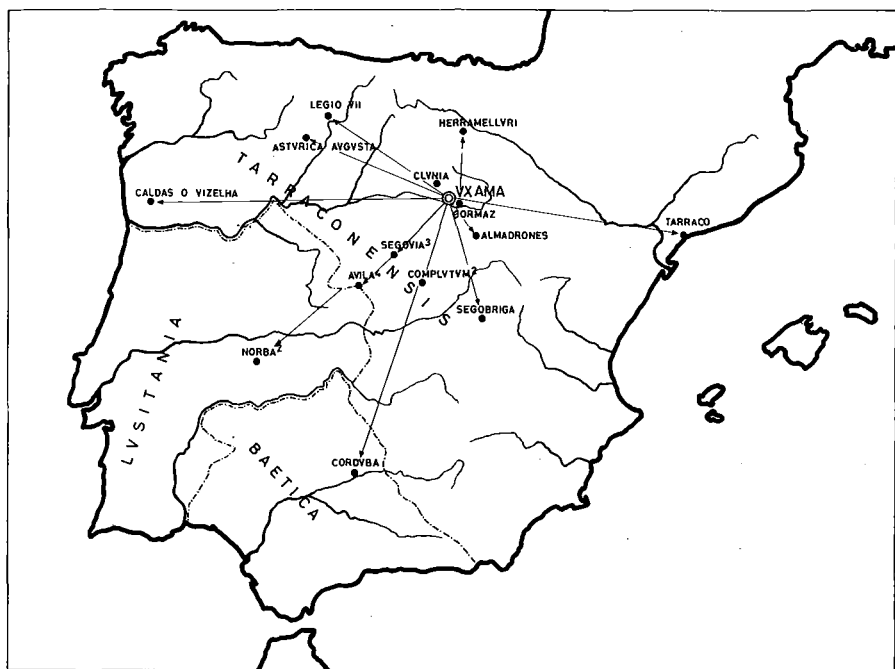 LEGIO VII
HERRAMELLVRI
ASTVRICA AVGVSTA
CLVNIA
VXAMA
CALDAS O VIZELHA
BORMAZ
TARRACO
ALMADRONES
TARRACONENSIS
SEGOVIA³
AVILA⁴
COMPLVTVM²
SEGOBRIGA
NORBA²
LVSITANIA
BAETICA
CORDVBA